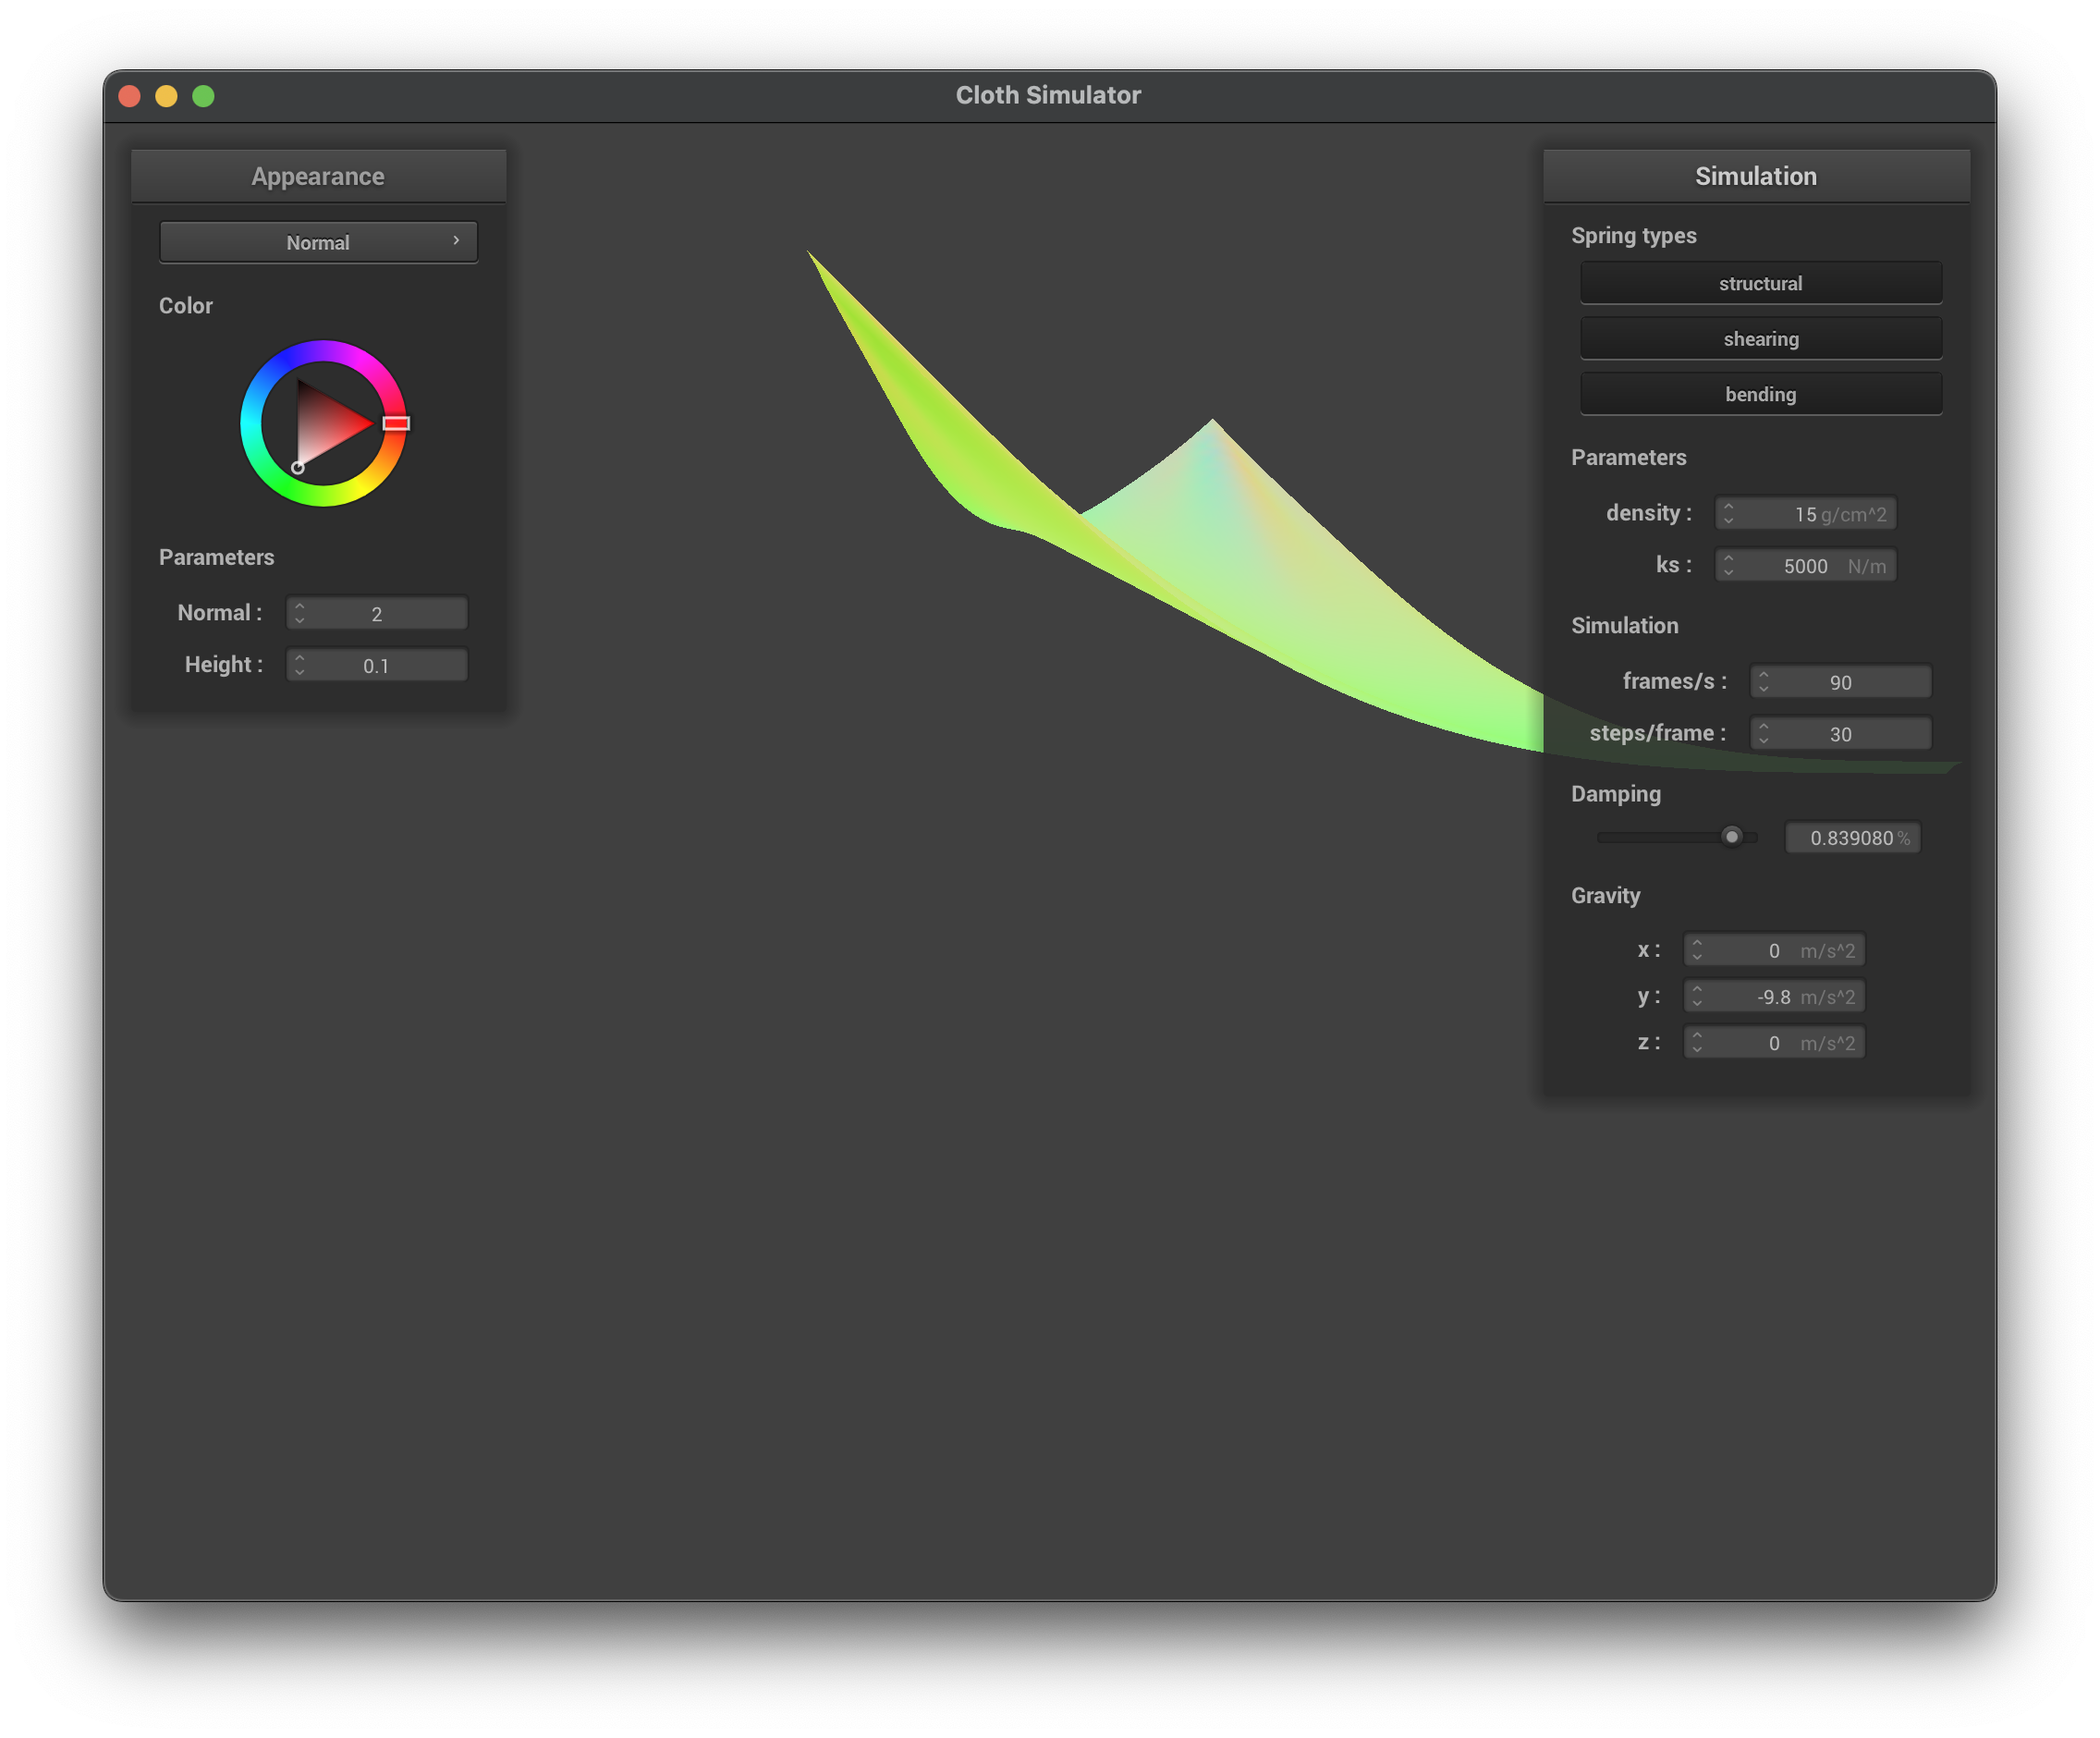 Cloth Simulator
Appearance
Normal
Color
Parameters
Normal : 2
Height : 0.1
Simulation
Spring types
structural
shearing
bending
Parameters
density : 15 g/cm^2
ks : 5000 N/m
Simulation
frames/s : 90
steps/frame : 30
Damping
0.839080 %
Gravity
x : 0 m/s^2
y : -9.8 m/s^2
z : 0 m/s^2